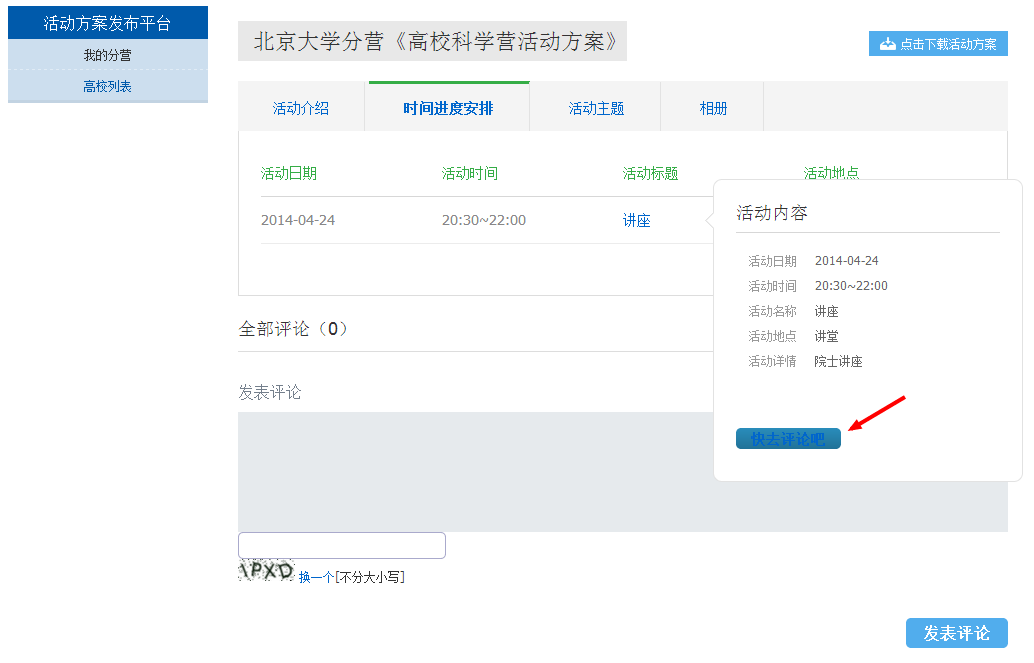 活动方案发布平台
我的分营
高校列表
北京大学分营《高校科学营活动方案》
点击下载活动方案
活动介绍
时间进度安排
活动主题
相册
活动日期 活动时间 活动标题 活动地点
2014-04-24 20:30~22:00 讲座
活动内容
活动日期 2014-04-24
活动时间 20:30~22:00
活动名称 讲座
活动地点 讲堂
活动详情 院士讲座
快去评论吧
全部评论（0）
发表评论
换一个[不分大小写]
发表评论